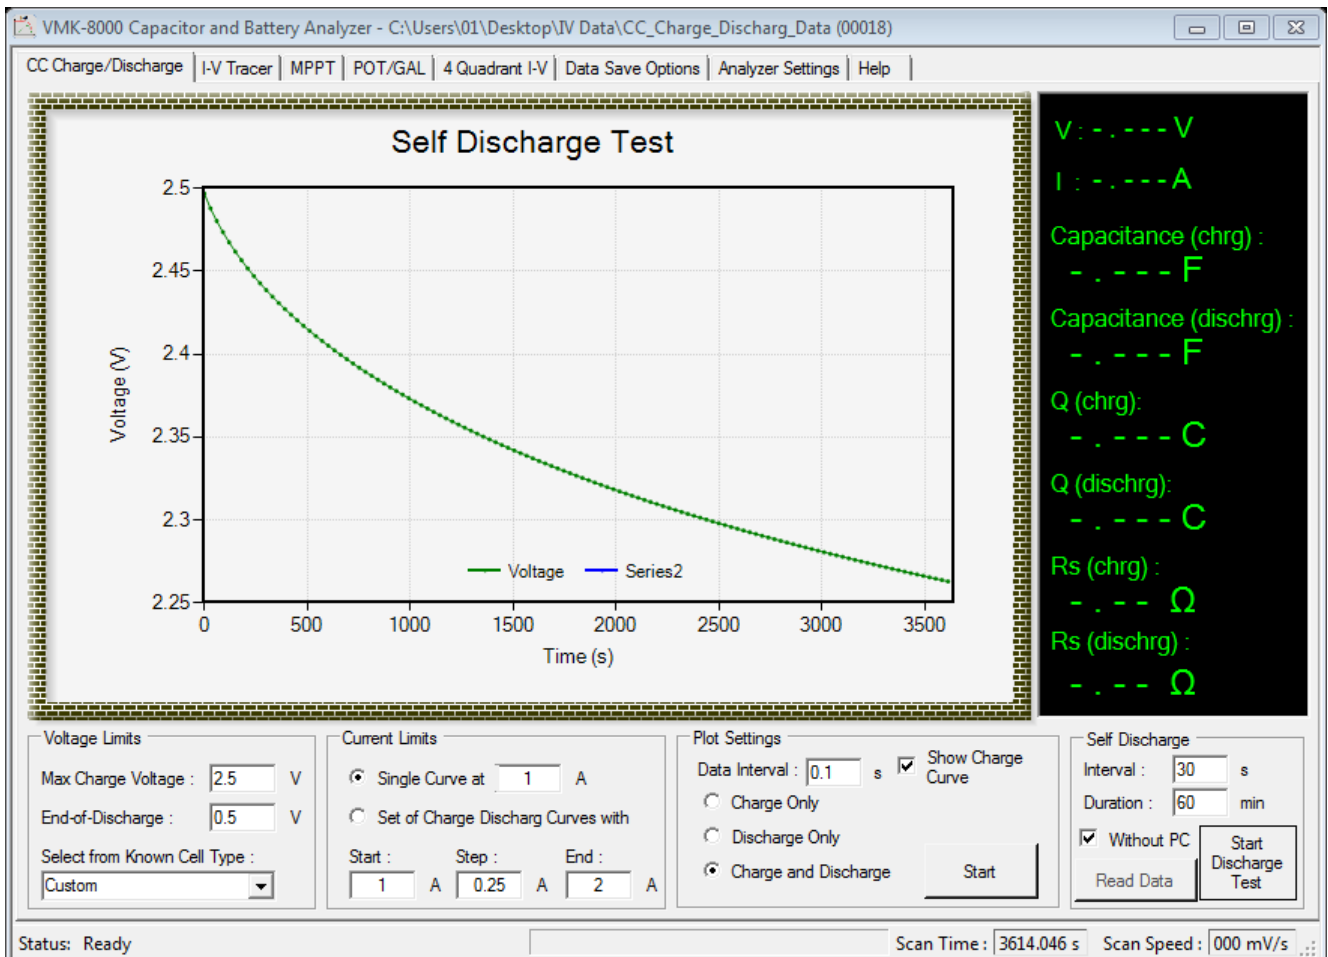 VMK-8000 Capacitor and Battery Analyzer - C:\Users\01\Desktop\IV Data\CC_Charge_Discharg_Data (00018)
CC Charge/Discharge I-V Tracer MPPT POT/GAL 4 Quadrant I-V Data Save Options Analyzer Settings Help
Self Discharge Test
2.5
2.45
2.4
2.35
2.3
2.25
Voltage (V)
Voltage Series2
0 500 1000 1500 2000 2500 3000 3500
Time (s)
V : - . - - - V
I : - . - - - A
Capacitance (chrg) :
- . - - - F
Capacitance (dischrg) :
- . - - - F
Q (chrg):
- . - - - C
Q (dischrg):
- . - - - C
Rs (chrg) :
- . - - Ω
Rs (dischrg) :
- . - - Ω
Voltage Limits
Max Charge Voltage : 2.5 V
End-of-Discharge : 0.5 V
Select from Known Cell Type :
Custom
Current Limits
Single Curve at 1 A
Set of Charge Discharg Curves with
Start : Step : End :
1 A 0.25 A 2 A
Plot Settings
Data Interval : 0.1 s Show Charge
Curve
Charge Only
Discharge Only
Charge and Discharge
Start
Self Discharge
Interval : 30 s
Duration : 60 min
Without PC
Read Data
Start
Discharge
Test
Status: Ready
Scan Time : 3614.046 s Scan Speed : 000 mV/s